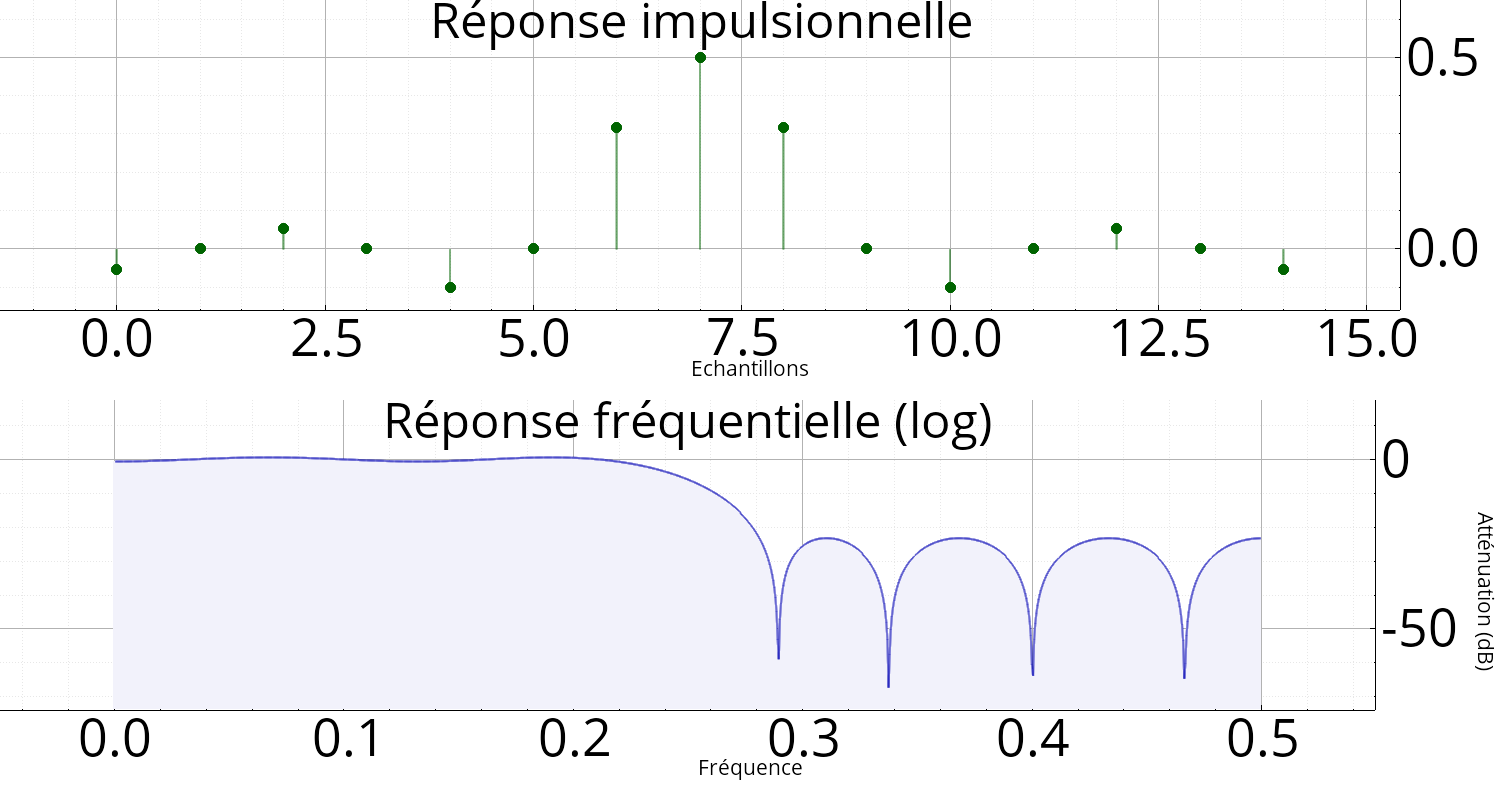 Réponse impulsionnelle
0.5
0.0
0.0 2.5 5.0 7.5 10.0 12.5 15.0
Echantillons
Réponse fréquentielle (log)
0
-50
Atténuation (dB)
0.0 0.1 0.2 0.3 0.4 0.5
Fréquence